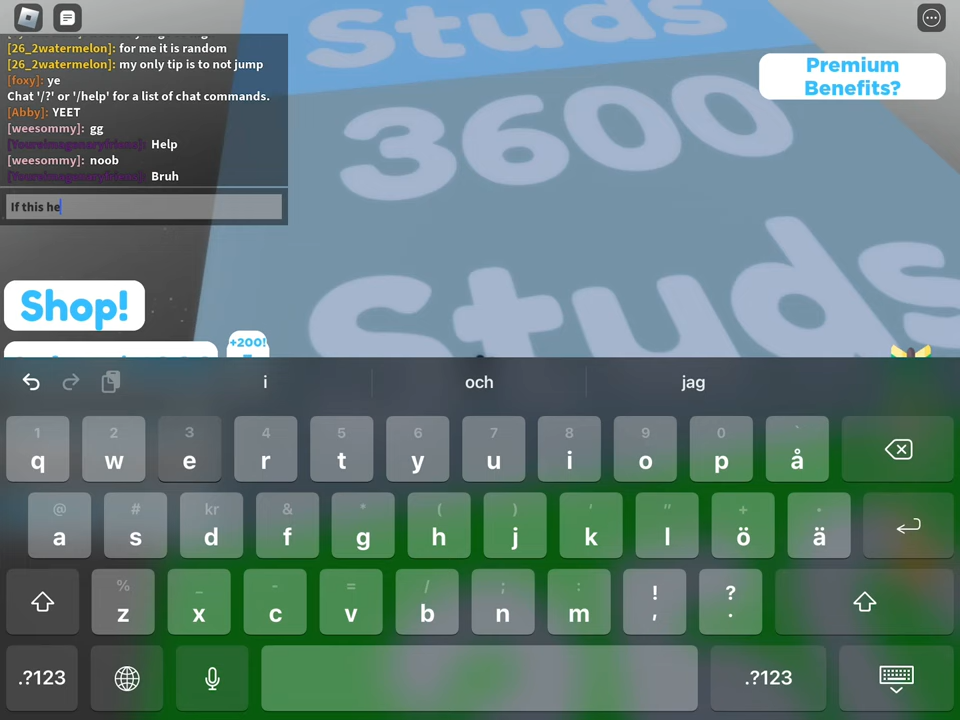 Studs
[26_2watermelon]: for me it is random
[26_2watermelon]: my only tip is to not jump
[foxy]: ye
Chat '/?' or '/help' for a list of chat commands.
[Abby]: YEET
[weesommy]: gg
[Youreimagenaryfriend]: Help
[weesommy]: noob
[Youreimagenaryfriend]: Bruh
If this he
Premium
Benefits?
3600
Studs
Shop!
+200!
i och jag
1 2 3 4 5 6 7 8 9 0 `
q w e r t y u i o p å
@ # kr & * ( ) ' " + •
a s d f g h j k l ö ä
% _ - = / ; : ! ?
z x c v b n m , .
.?123 .?123